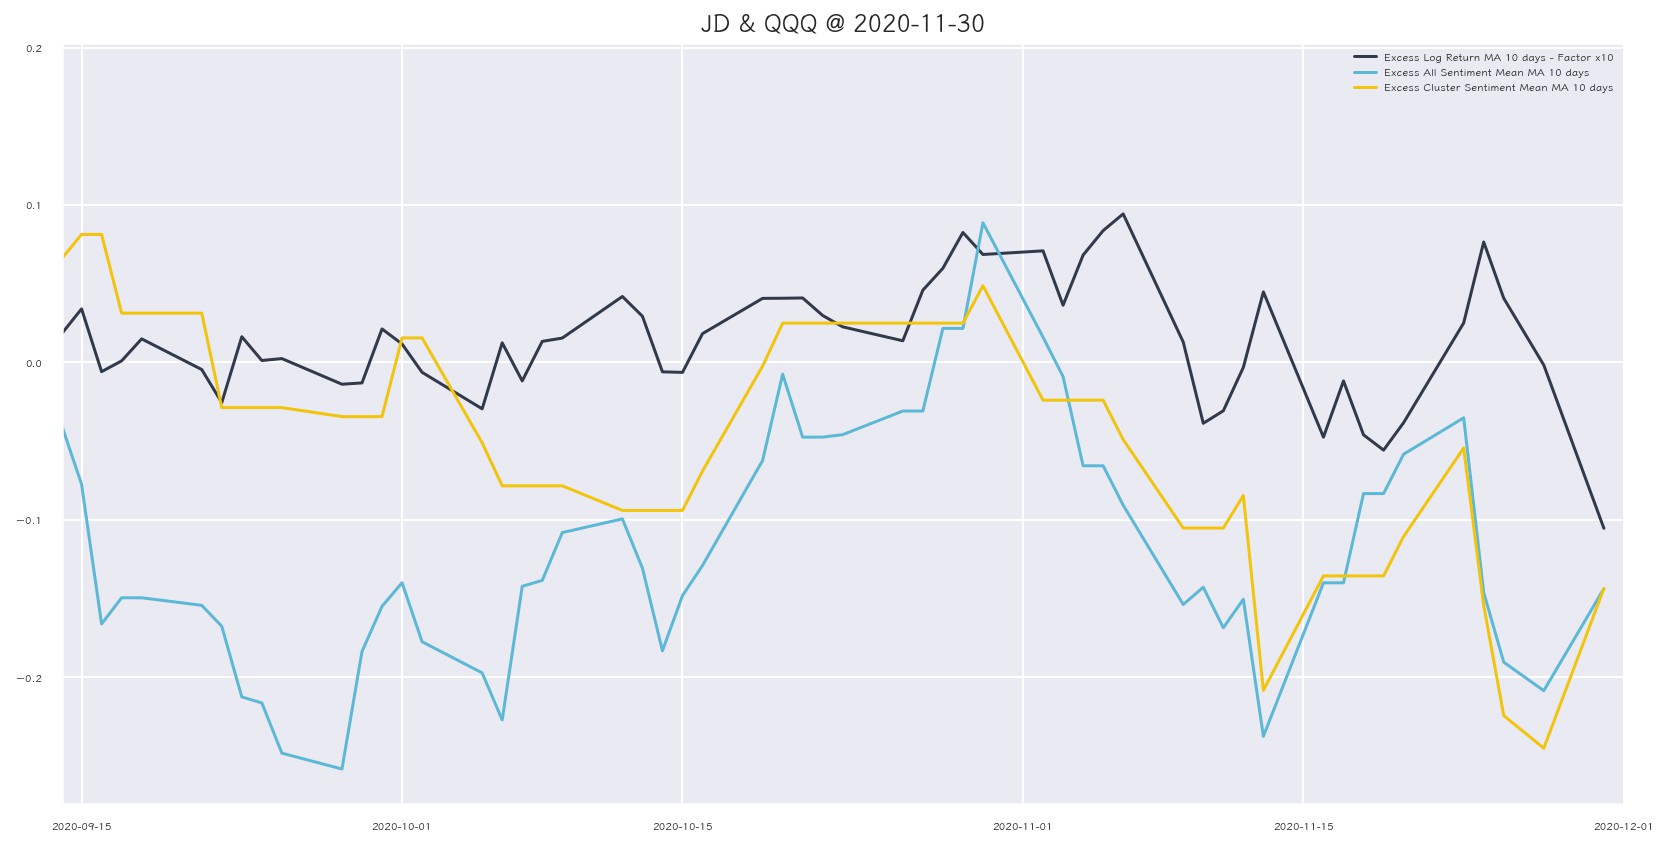 JD & QQQ @ 2020-11-30
Excess Log Return MA 10 days - Factor x10
Excess All Sentiment Mean MA 10 days
Excess Cluster Sentiment Mean MA 10 days
0.2
0.1
0.0
−0.1
−0.2
2020-09-15 2020-10-01 2020-10-15 2020-11-01 2020-11-15 2020-12-01